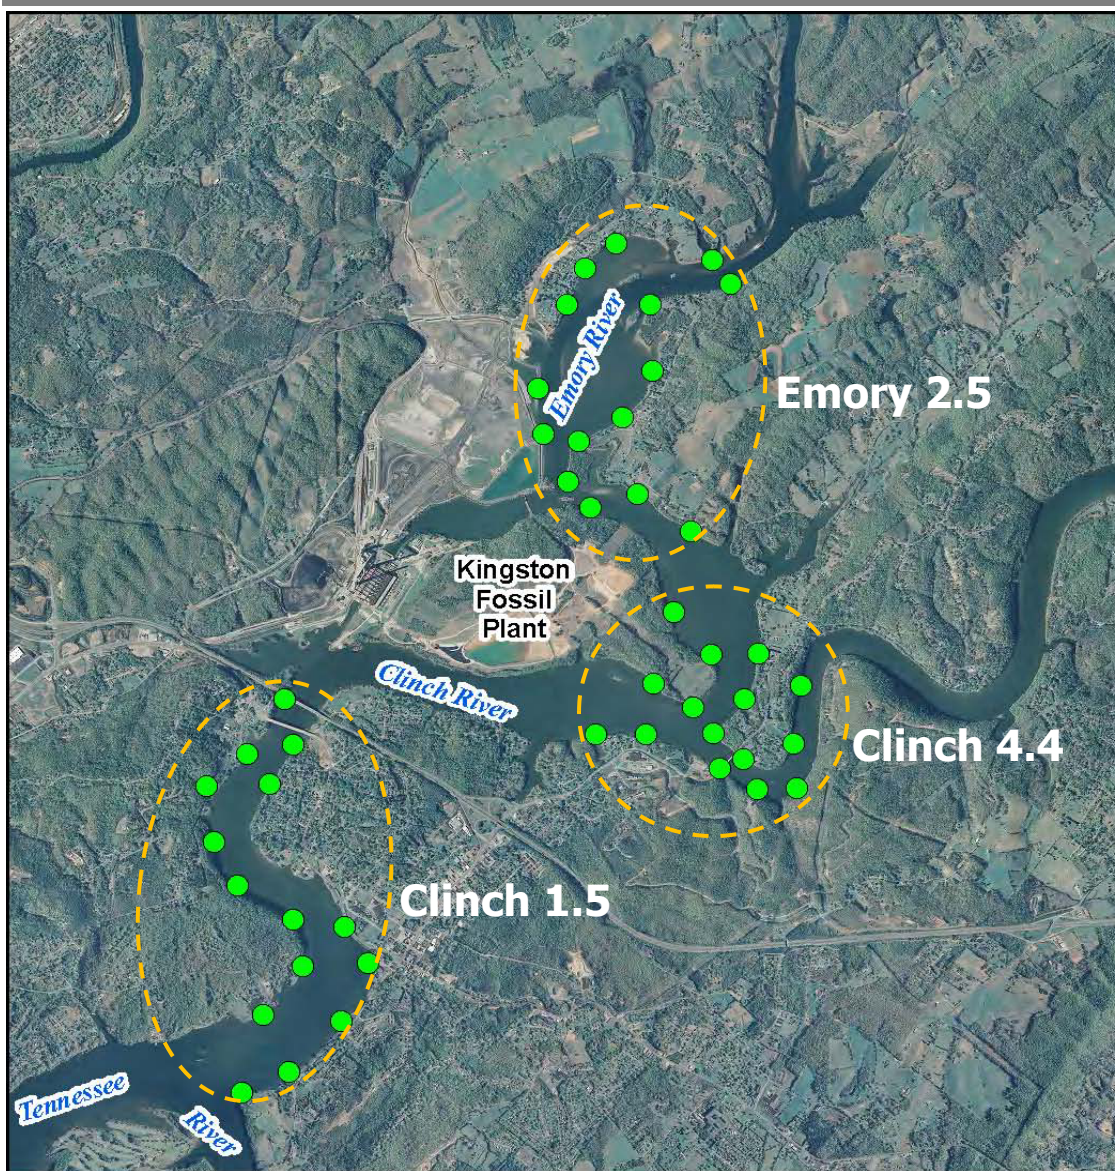 Emory River
Emory 2.5
Kingston
Fossil
Plant
Clinch River
Clinch 4.4
Clinch 1.5
Tennessee
River